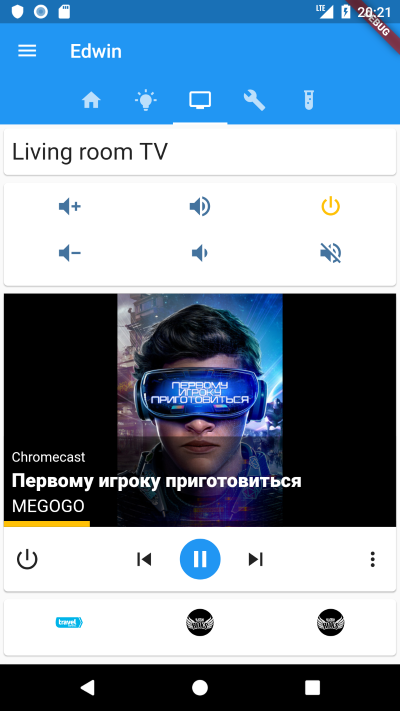 LTE
20:21
DEBUG
Edwin
Living room TV
ПЕРВОМУ
ИГРОКУ
ПРИГОТОВИТЬСЯ
Chromecast
Первому игроку приготовиться
MEGOGO
travel